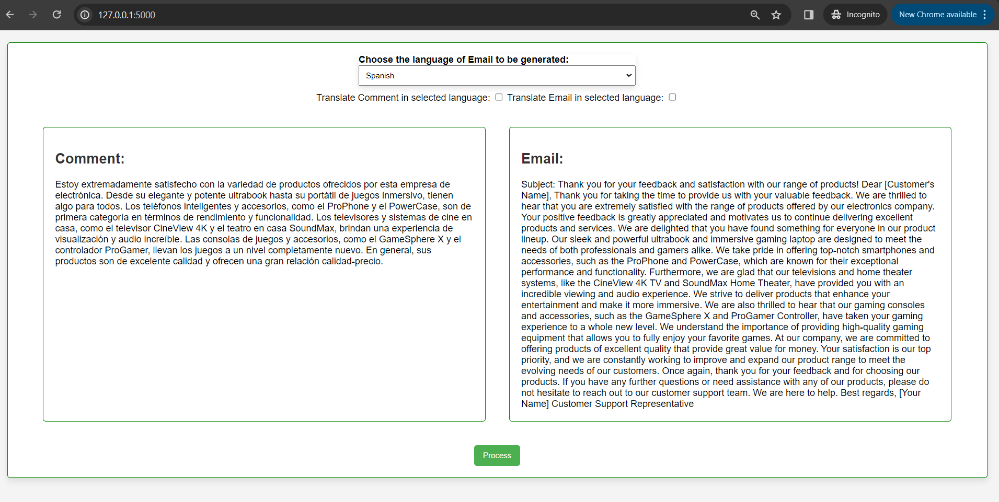 127.0.0.1:5000
Incognito
New Chrome available
Choose the language of Email to be generated:
Spanish
Translate Comment in selected language:
Translate Email in selected language:
Comment:
Estoy extremadamente satisfecho con la variedad de productos ofrecidos por esta empresa de
electrónica. Desde su elegante y potente ultrabook hasta su portátil de juegos inmersivo, tienen
algo para todos. Los teléfonos inteligentes y accesorios, como el ProPhone y el PowerCase, son de
primera categoría en términos de rendimiento y funcionalidad. Los televisores y sistemas de cine en
casa, como el televisor CineView 4K y el teatro en casa SoundMax, brindan una experiencia de
visualización y audio increíble. Las consolas de juegos y accesorios, como el GameSphere X y el
controlador ProGamer, llevan los juegos a un nivel completamente nuevo. En general, sus
productos son de excelente calidad y ofrecen una gran relación calidad-precio.
Email:
Subject: Thank you for your feedback and satisfaction with our range of products! Dear [Customer's
Name], Thank you for taking the time to provide us with your valuable feedback. We are thrilled to
hear that you are extremely satisfied with the range of products offered by our electronics company.
Your positive feedback is greatly appreciated and motivates us to continue delivering excellent
products and services. We are delighted that you have found something for everyone in our product
lineup. Our sleek and powerful ultrabook and immersive gaming laptop are designed to meet the
needs of both professionals and gamers alike. We take pride in offering top-notch smartphones and
accessories, such as the ProPhone and PowerCase, which are known for their exceptional
performance and functionality. Furthermore, we are glad that our televisions and home theater
systems, like the CineView 4K TV and SoundMax Home Theater, have provided you with an
incredible viewing and audio experience. We strive to deliver products that enhance your
entertainment and make it more immersive. We are also thrilled to hear that our gaming consoles
and accessories, such as the GameSphere X and ProGamer Controller, have taken your gaming
experience to a whole new level. We understand the importance of providing high-quality gaming
equipment that allows you to fully enjoy your favorite games. At our company, we are committed to
offering products of excellent quality that provide great value for money. Your satisfaction is our top
priority, and we are constantly working to improve and expand our product range to meet the
evolving needs of our customers. Once again, thank you for your feedback and for choosing our
products. If you have any further questions or need assistance with any of our products, please do
not hesitate to reach out to our customer support team. We are here to help. Best regards, [Your
Name] Customer Support Representative
Process